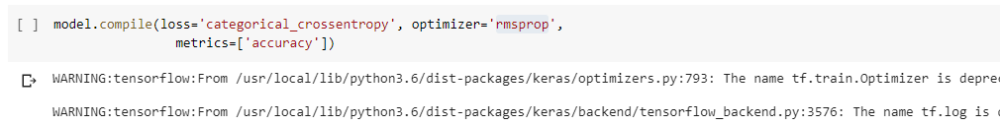 [ ] model.compile(loss='categorical_crossentropy', optimizer='rmsprop',
metrics=['accuracy'])
WARNING:tensorflow:From /usr/local/lib/python3.6/dist-packages/keras/optimizers.py:793: The name tf.train.Optimizer is depre
WARNING:tensorflow:From /usr/local/lib/python3.6/dist-packages/keras/backend/tensorflow_backend.py:3576: The name tf.log is